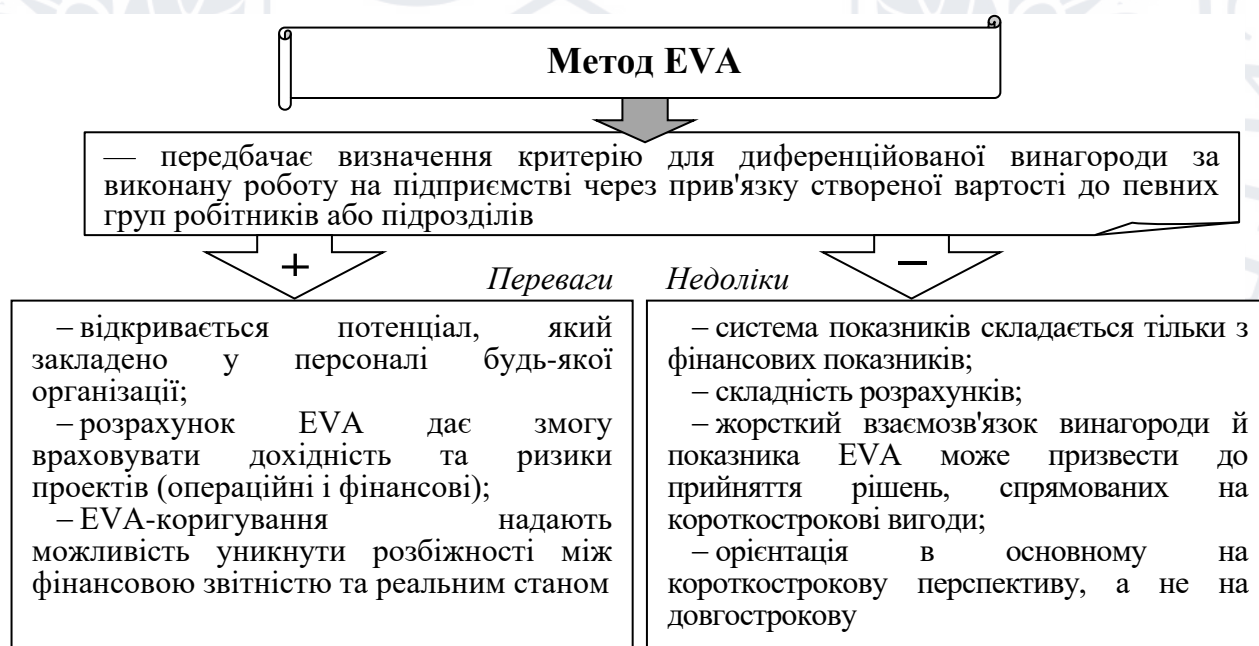 Метод EVA
— передбачає визначення критерію для диференційованої винагороди за
виконану роботу на підприємстві через прив'язку створеної вартості до певних
груп робітників або підрозділів
+
–
Переваги
Недоліки
– відкривається потенціал, який
закладено у персоналі будь-якої
організації;
– розрахунок EVA дає змогу
враховувати дохідність та ризики
проектів (операційні і фінансові);
– EVA-коригування надають
можливість уникнути розбіжності між
фінансовою звітністю та реальним станом
– система показників складається тільки з
фінансових показників;
– складність розрахунків;
– жорсткий взаємозв'язок винагороди й
показника EVA може призвести до
прийняття рішень, спрямованих на
короткострокові вигоди;
– орієнтація в основному на
короткострокову перспективу, а не на
довгострокову